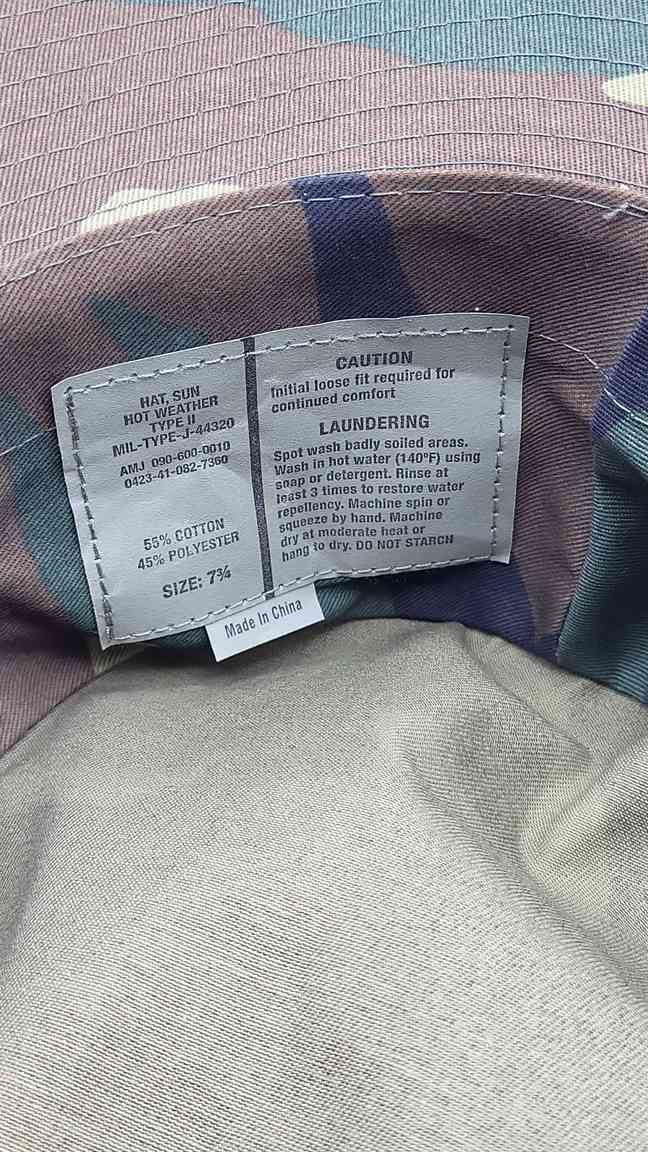 HAT, SUN
HOT WEATHER
TYPE II
MIL-TYPE-J-44320
AMJ 090-600-0010
0423-41-082-7360
55% COTTON
45% POLYESTER
SIZE: 7¾
CAUTION
Initial loose fit required for
continued comfort
LAUNDERING
Spot wash badly soiled areas.
Wash in hot water (140ºF) using
soap or detergent. Rinse at
least 3 times to restore water
repellency. Machine spin or
squeeze by hand. Machine
dry at moderate heat or
hang to dry. DO NOT STARCH
Made In China